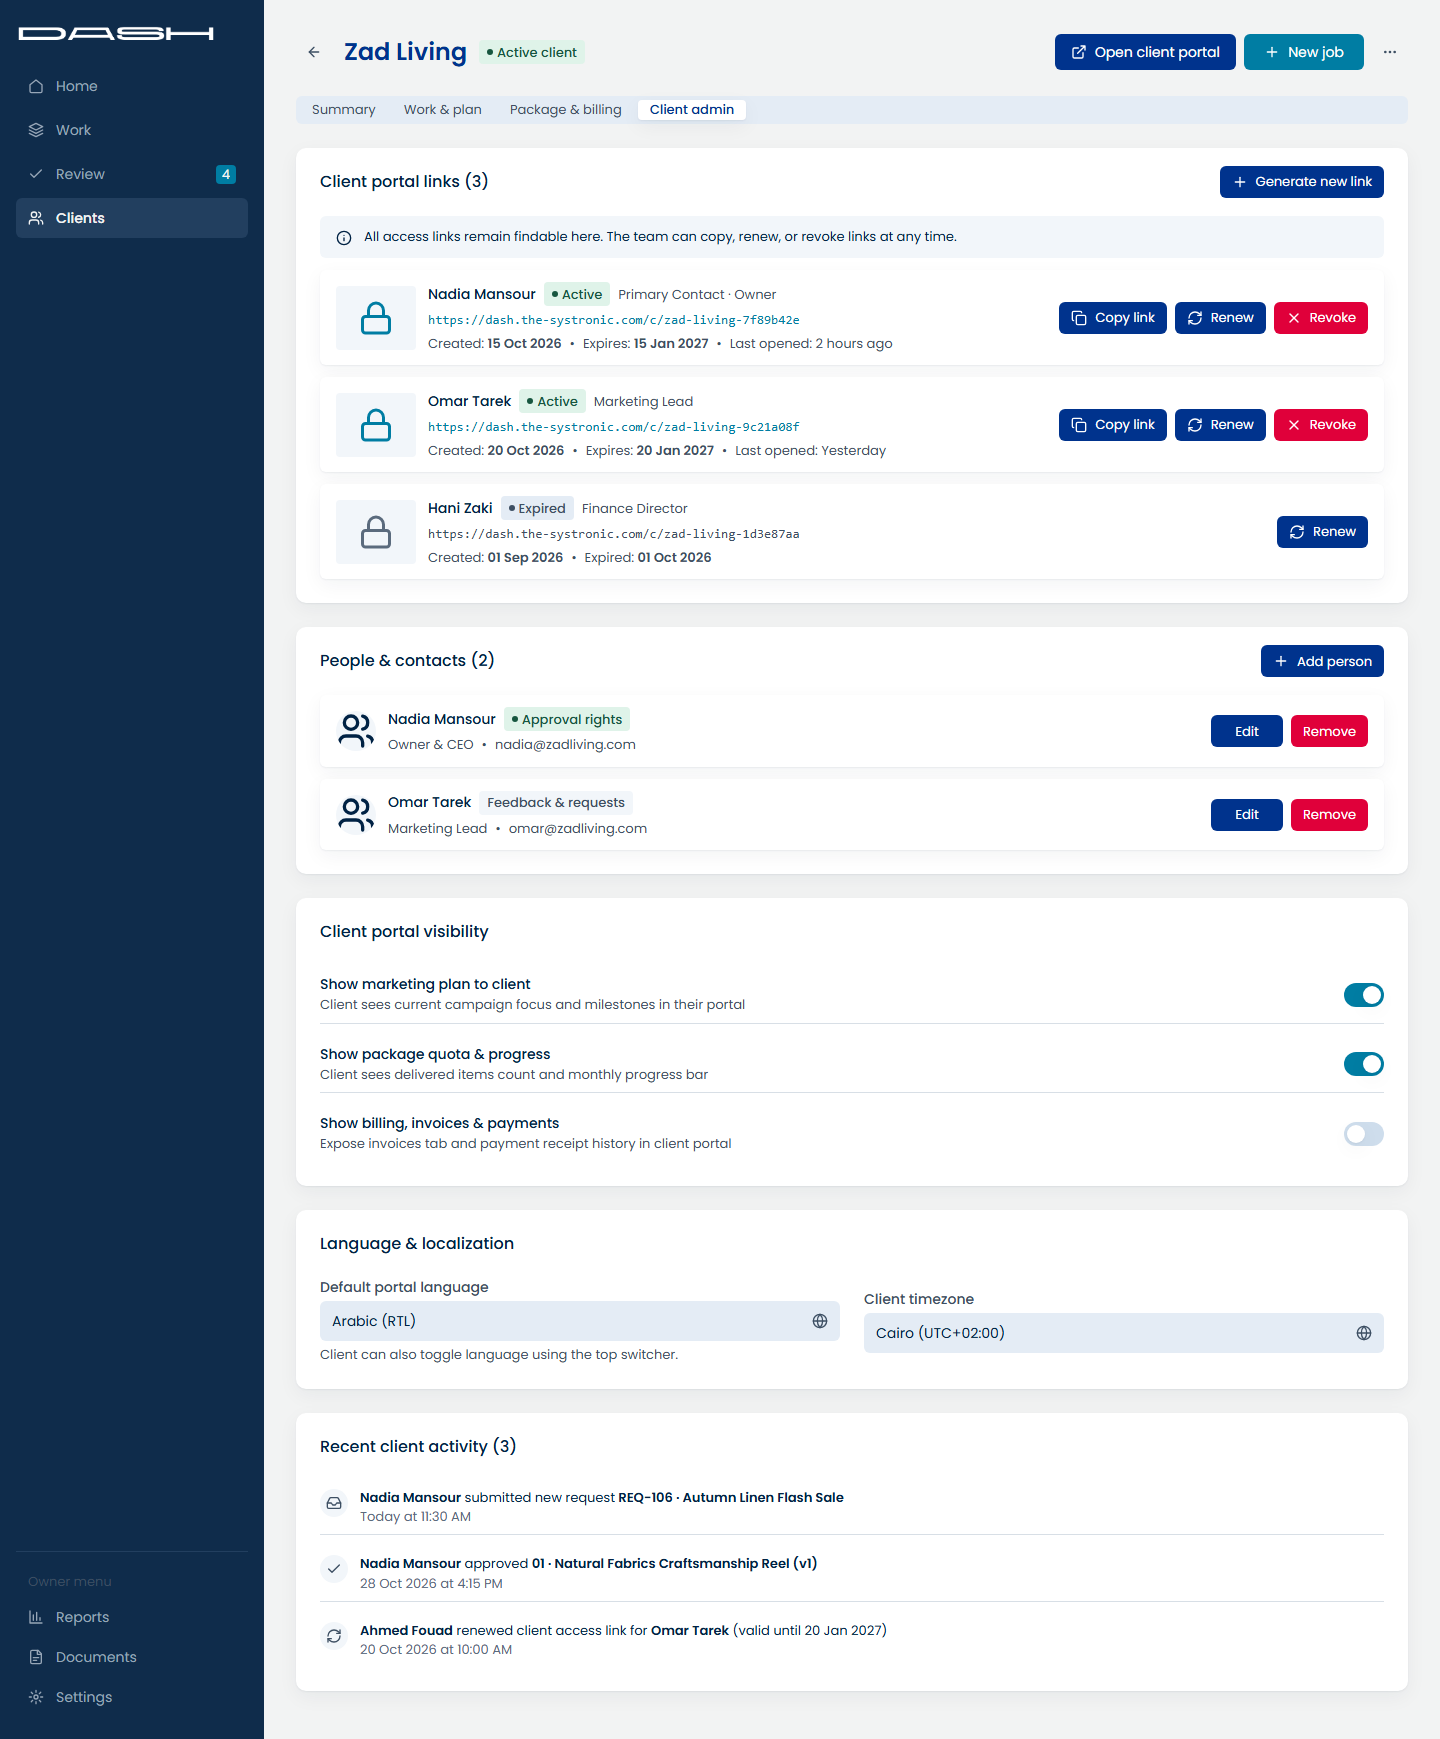 DASH
Home
Work
Review
4
Clients
Owner menu
Reports
Documents
Settings
Zad Living
Active client
Open client portal
New job
Summary
Work & plan
Package & billing
Client admin
Client portal links (3)
Generate new link
All access links remain findable here. The team can copy, renew, or revoke links at any time.
Nadia Mansour
Active
Primary Contact · Owner
https://dash.the-systronic.com/c/zad-living-7f89b42e
Created: 15 Oct 2026 • Expires: 15 Jan 2027 • Last opened: 2 hours ago
Copy link
Renew
Revoke
Omar Tarek
Active
Marketing Lead
https://dash.the-systronic.com/c/zad-living-9c21a08f
Created: 20 Oct 2026 • Expires: 20 Jan 2027 • Last opened: Yesterday
Copy link
Renew
Revoke
Hani Zaki
Expired
Finance Director
https://dash.the-systronic.com/c/zad-living-1d3e87aa
Created: 01 Sep 2026 • Expired: 01 Oct 2026
Renew
People & contacts (2)
Add person
Nadia Mansour
Approval rights
Owner & CEO • nadia@zadliving.com
Edit
Remove
Omar Tarek
Feedback & requests
Marketing Lead • omar@zadliving.com
Edit
Remove
Client portal visibility
Show marketing plan to client
Client sees current campaign focus and milestones in their portal
Show package quota & progress
Client sees delivered items count and monthly progress bar
Show billing, invoices & payments
Expose invoices tab and payment receipt history in client portal
Language & localization
Default portal language
Arabic (RTL)
Client can also toggle language using the top switcher.
Client timezone
Cairo (UTC+02:00)
Recent client activity (3)
Nadia Mansour submitted new request REQ-106 · Autumn Linen Flash Sale
Today at 11:30 AM
Nadia Mansour approved 01 · Natural Fabrics Craftsmanship Reel (v1)
28 Oct 2026 at 4:15 PM
Ahmed Fouad renewed client access link for Omar Tarek (valid until 20 Jan 2027)
20 Oct 2026 at 10:00 AM